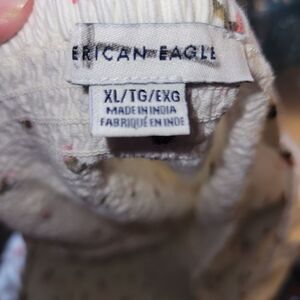 ERICAN EAGLE
XL/TG/EXG
MADE IN INDIA
FABRIQUÉ EN INDE